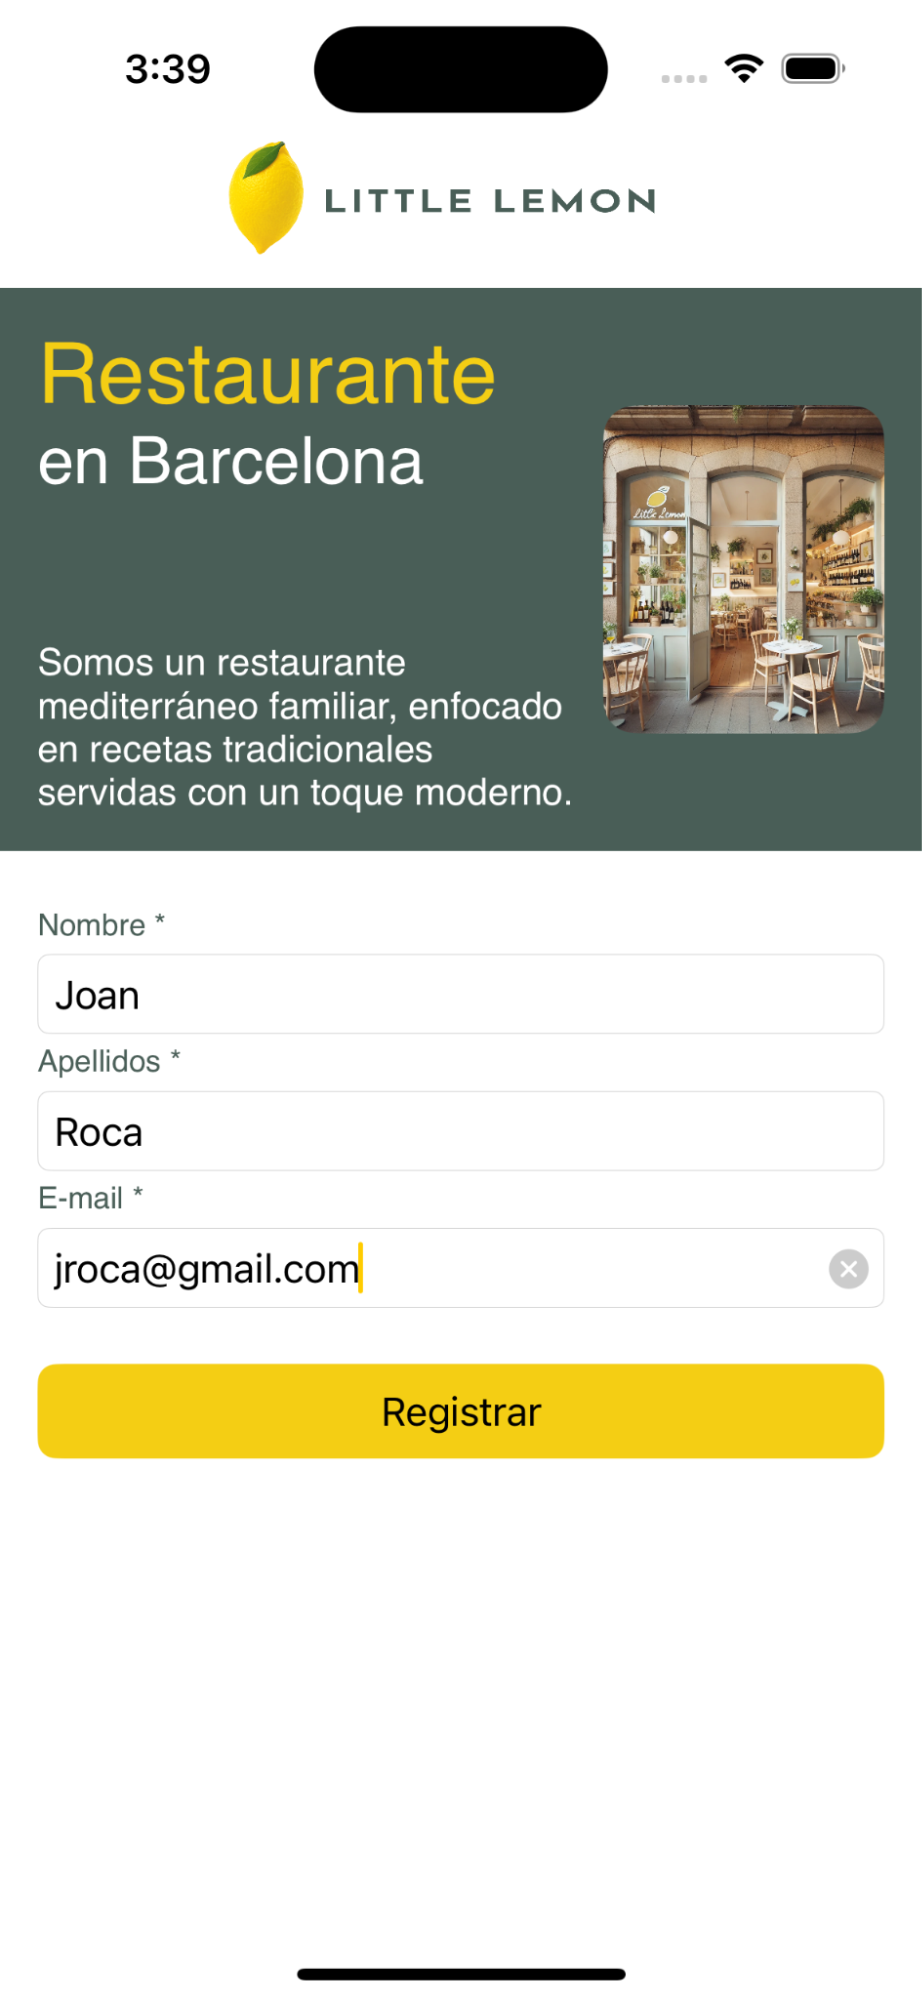 3:39
LITTLE LEMON
Restaurante
en Barcelona
Little Lemon
Somos un restaurante
mediterráneo familiar, enfocado
en recetas tradicionales
servidas con un toque moderno.
Nombre *
Joan
Apellidos *
Roca
E-mail *
jroca@gmail.com
Registrar